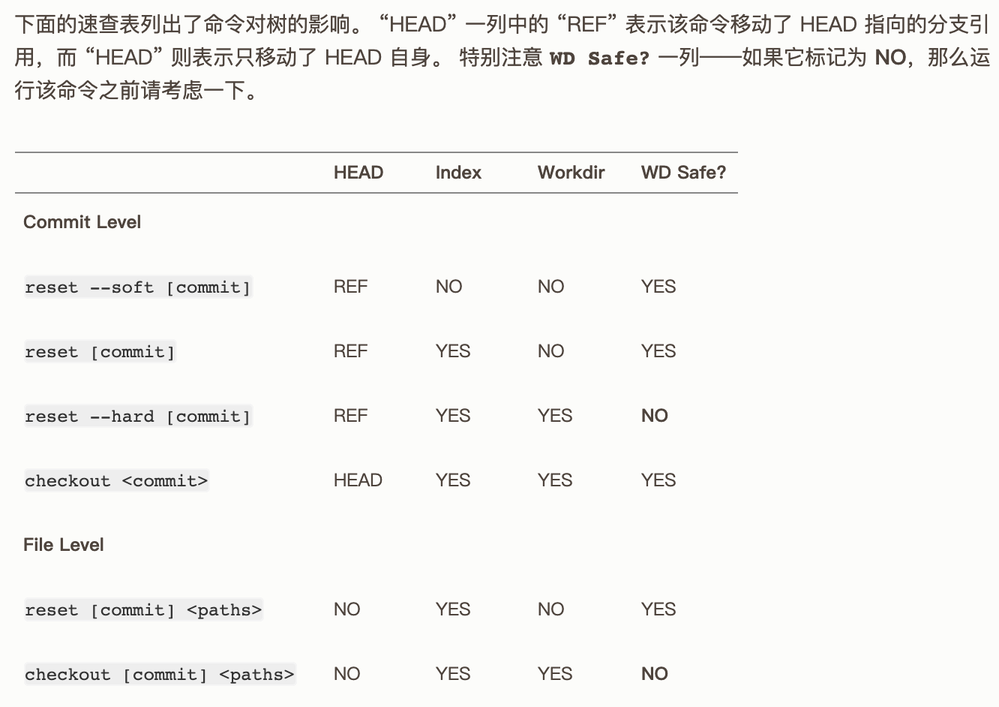 下面的速查表列出了命令对树的影响。 “HEAD” 一列中的 “REF” 表示该命令移动了 HEAD 指向的分支引
用，而 “HEAD” 则表示只移动了 HEAD 自身。 特别注意 WD Safe? 一列——如果它标记为 NO，那么运
行该命令之前请考虑一下。
HEAD Index Workdir WD Safe?
Commit Level
reset --soft [commit] REF NO NO YES
reset [commit] REF YES NO YES
reset --hard [commit] REF YES YES NO
checkout <commit> HEAD YES YES YES
File Level
reset [commit] <paths> NO YES NO YES
checkout [commit] <paths> NO YES YES NO